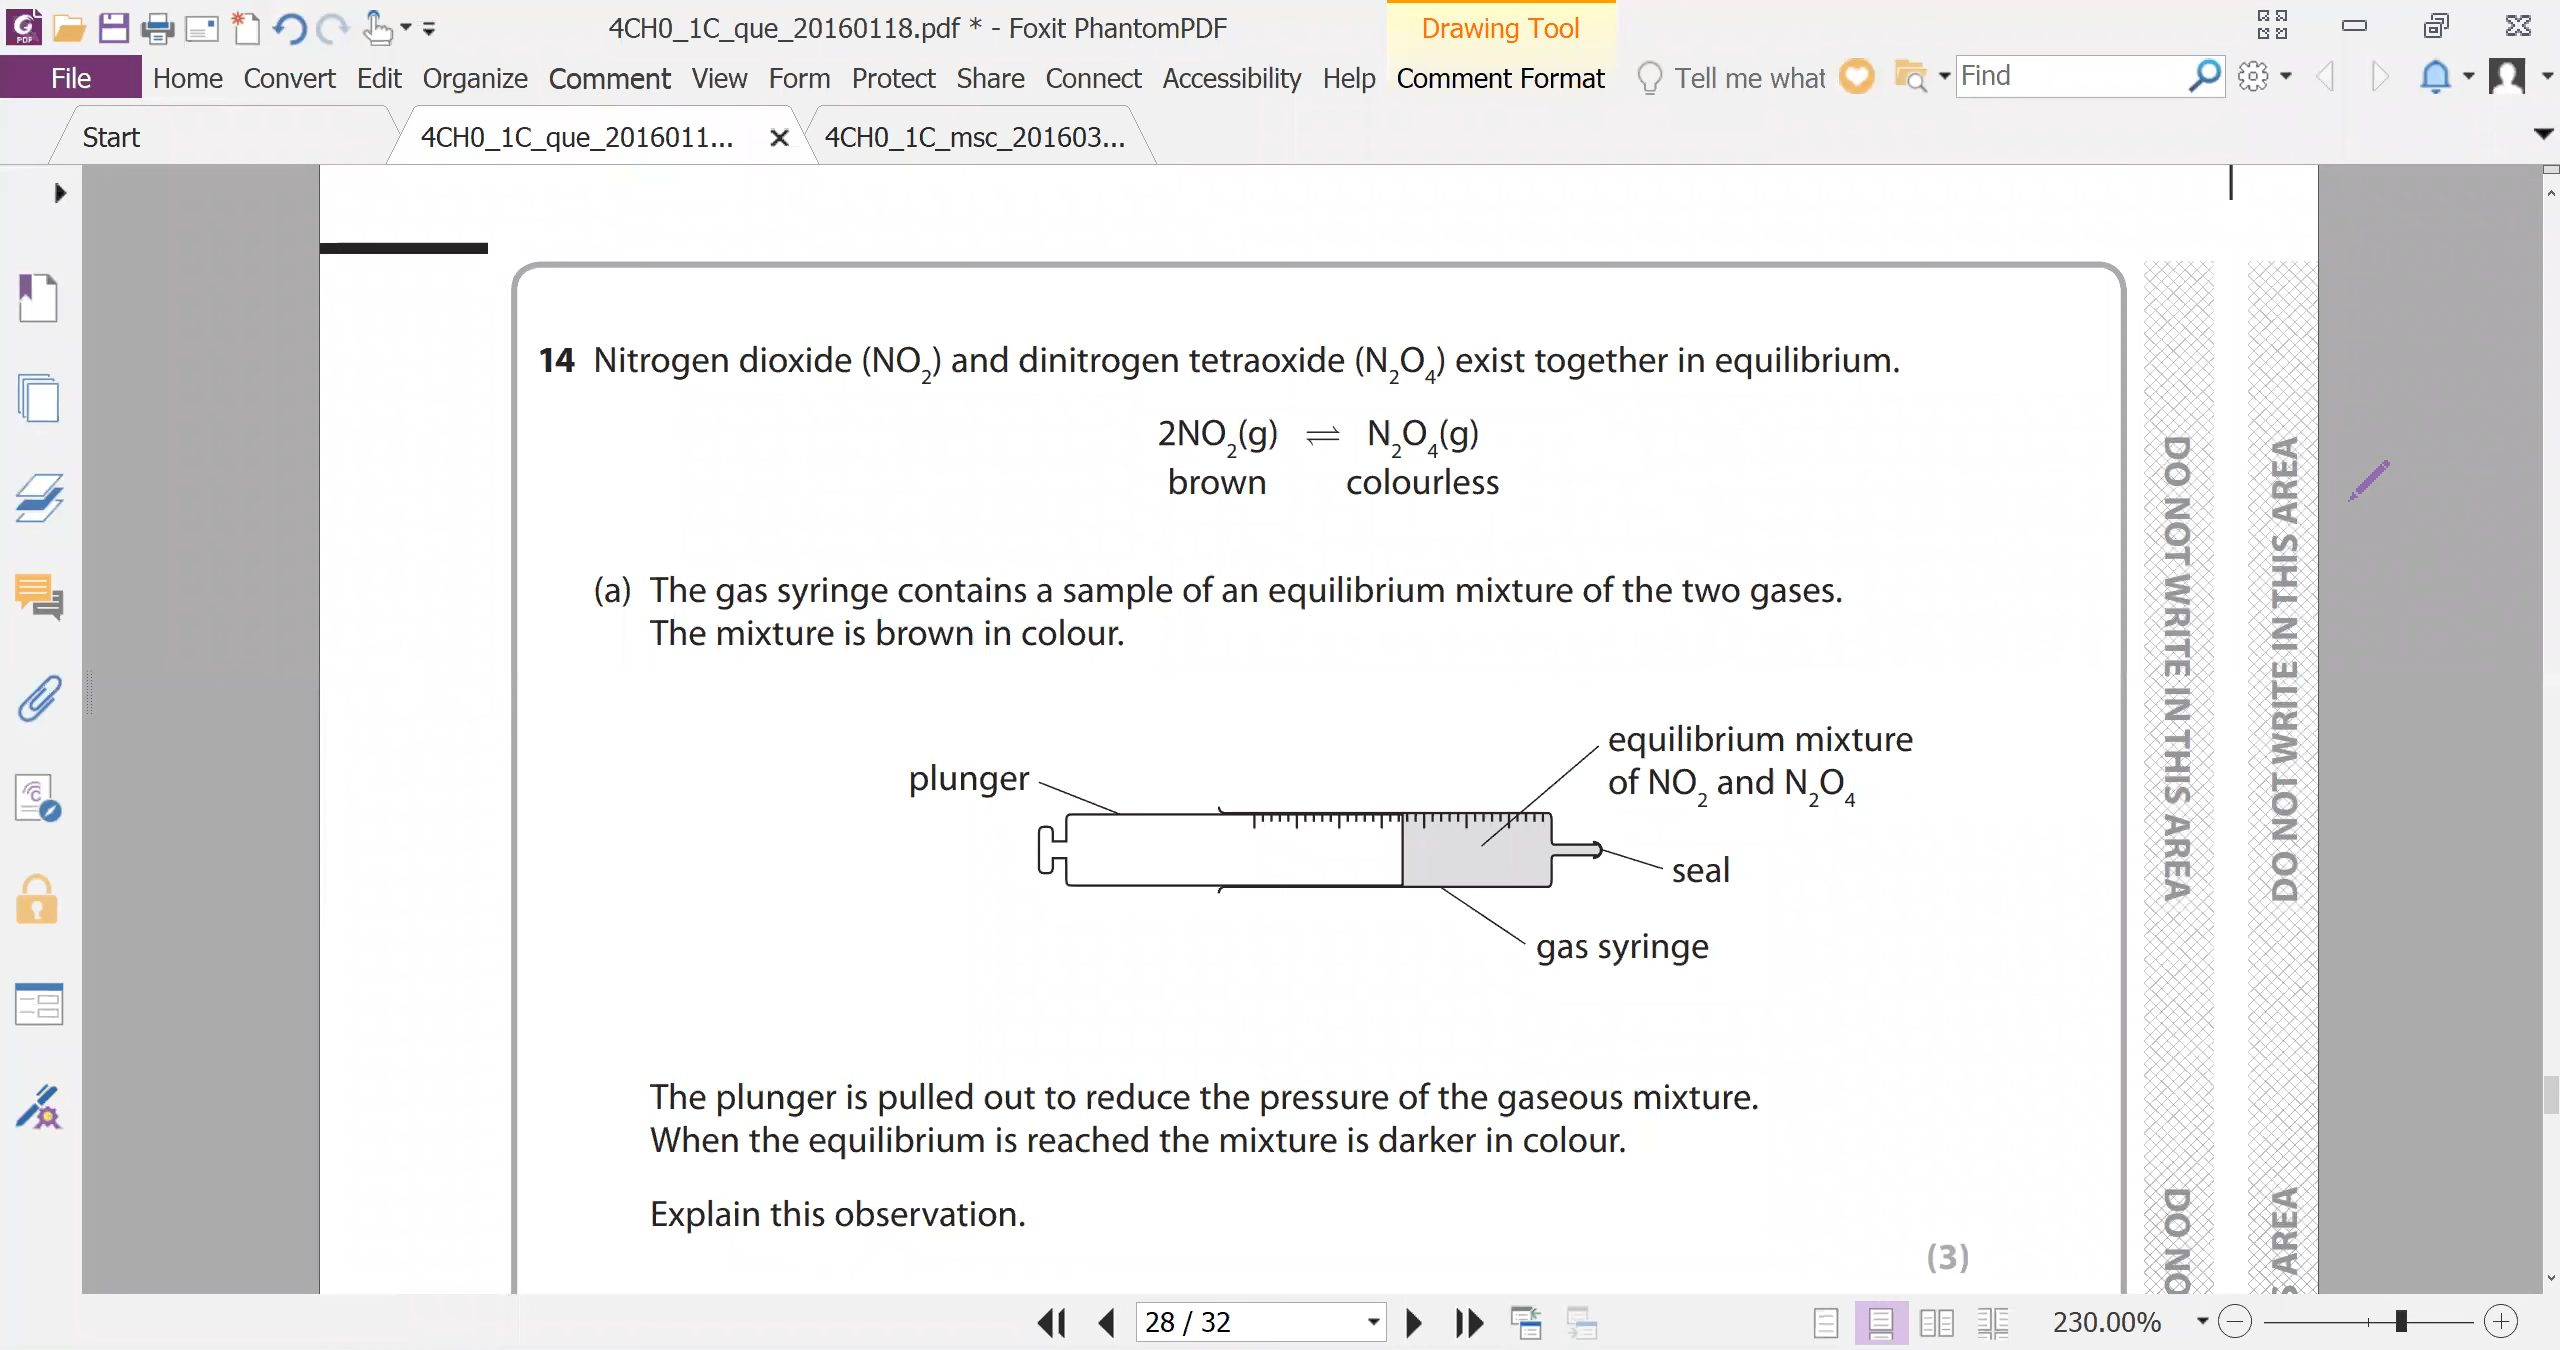 4CH0_1C_que_20160118.pdf * - Foxit PhantomPDF
Drawing Tool
File Home Convert Edit Organize Comment View Form Protect Share Connect Accessibility Help Comment Format Tell me what Find
Start
4CH0_1C_que_2016011...
4CH0_1C_msc_201603...
14 Nitrogen dioxide (NO2) and dinitrogen tetraoxide (N2O4) exist together in equilibrium.
2NO2(g) ⇌ N2O4(g)
brown colourless
(a) The gas syringe contains a sample of an equilibrium mixture of the two gases.
The mixture is brown in colour.
equilibrium mixture
of NO2 and N2O4
plunger
seal
gas syringe
The plunger is pulled out to reduce the pressure of the gaseous mixture.
When the equilibrium is reached the mixture is darker in colour.
Explain this observation.
(3)
DO NOT WRITE IN THIS AREA
DO NOT WRITE IN THIS AREA
DO NO
S AREA
28 / 32
230.00%